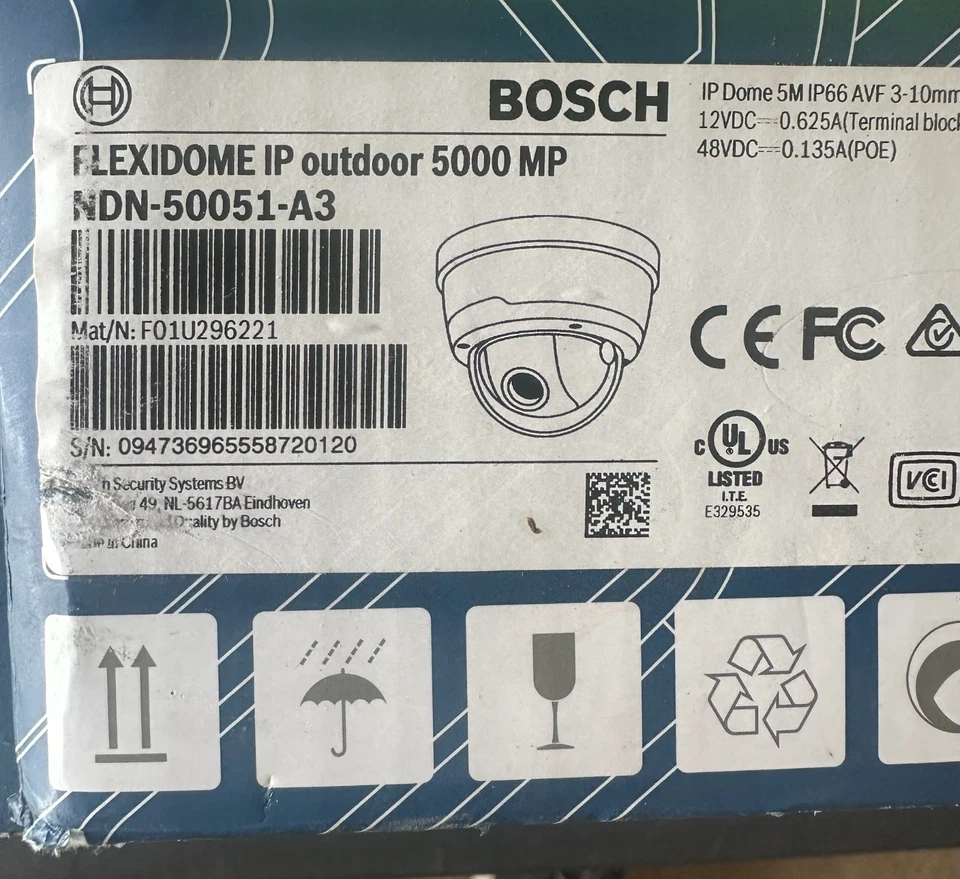 BOSCH
IP Dome 5M IP66 AVF 3-10mm
12VDC⎓0.625A(Terminal block
48VDC⎓0.135A(POE)
FLEXIDOME IP outdoor 5000 MP
NDN-50051-A3
Mat/N: F01U296221
S/N: 094736965558720120
Security Systems BV
49, NL-5617BA Eindhoven
Quality by Bosch
in China
CE FC
c UL US
LISTED
I.T.E.
E329535
VCI